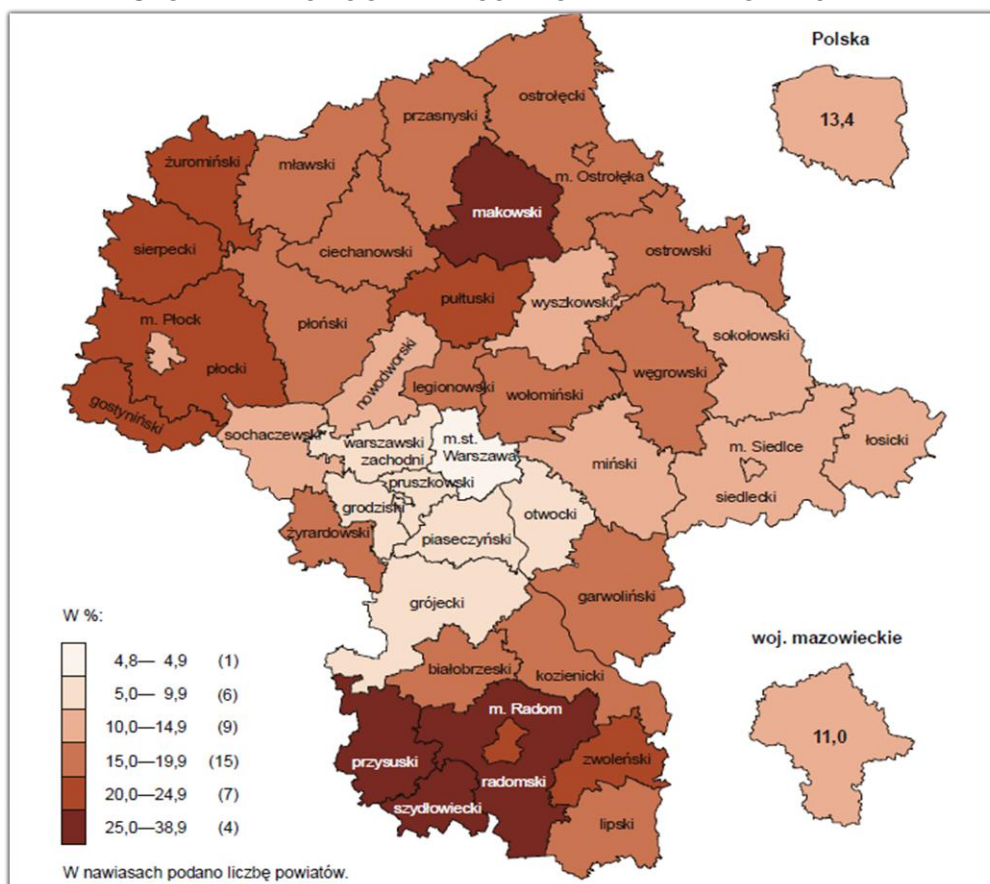 Polska
13,4
ostrołęcki
przasnyski
żuromiński
mławski
m. Ostrołęka
makowski
sierpecki
ciechanowski
ostrowski
pułtuski
wyszkowski
m. Płock
płoński
sokołowski
nowodworski
płocki
legionowski
wołomiński
węgrowski
gostyniński
sochaczewski
warszawski
zachodni
m.st.
Warszawa
m. Siedlce
łosicki
miński
pruszkowski
siedlecki
grodziski
otwocki
żyrardowski
piaseczyński
grójecki
garwoliński
W %:
woj. mazowieckie
4,8— 4,9 (1)
5,0— 9,9 (6)
10,0—14,9 (9)
15,0—19,9 (15)
20,0—24,9 (7)
25,0—38,9 (4)
białobrzeski
kozienicki
m. Radom
11,0
przysuski
zwoleński
radomski
szydłowiecki
lipski
W nawiasach podano liczbę powiatów.